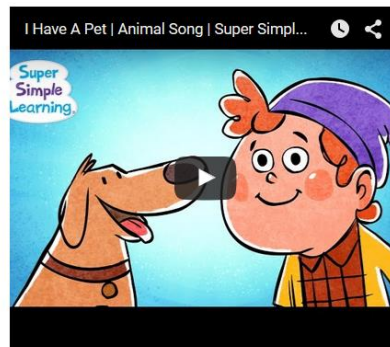 I Have A Pet | Animal Song | Super Simpl...
Super
Simple
Learning